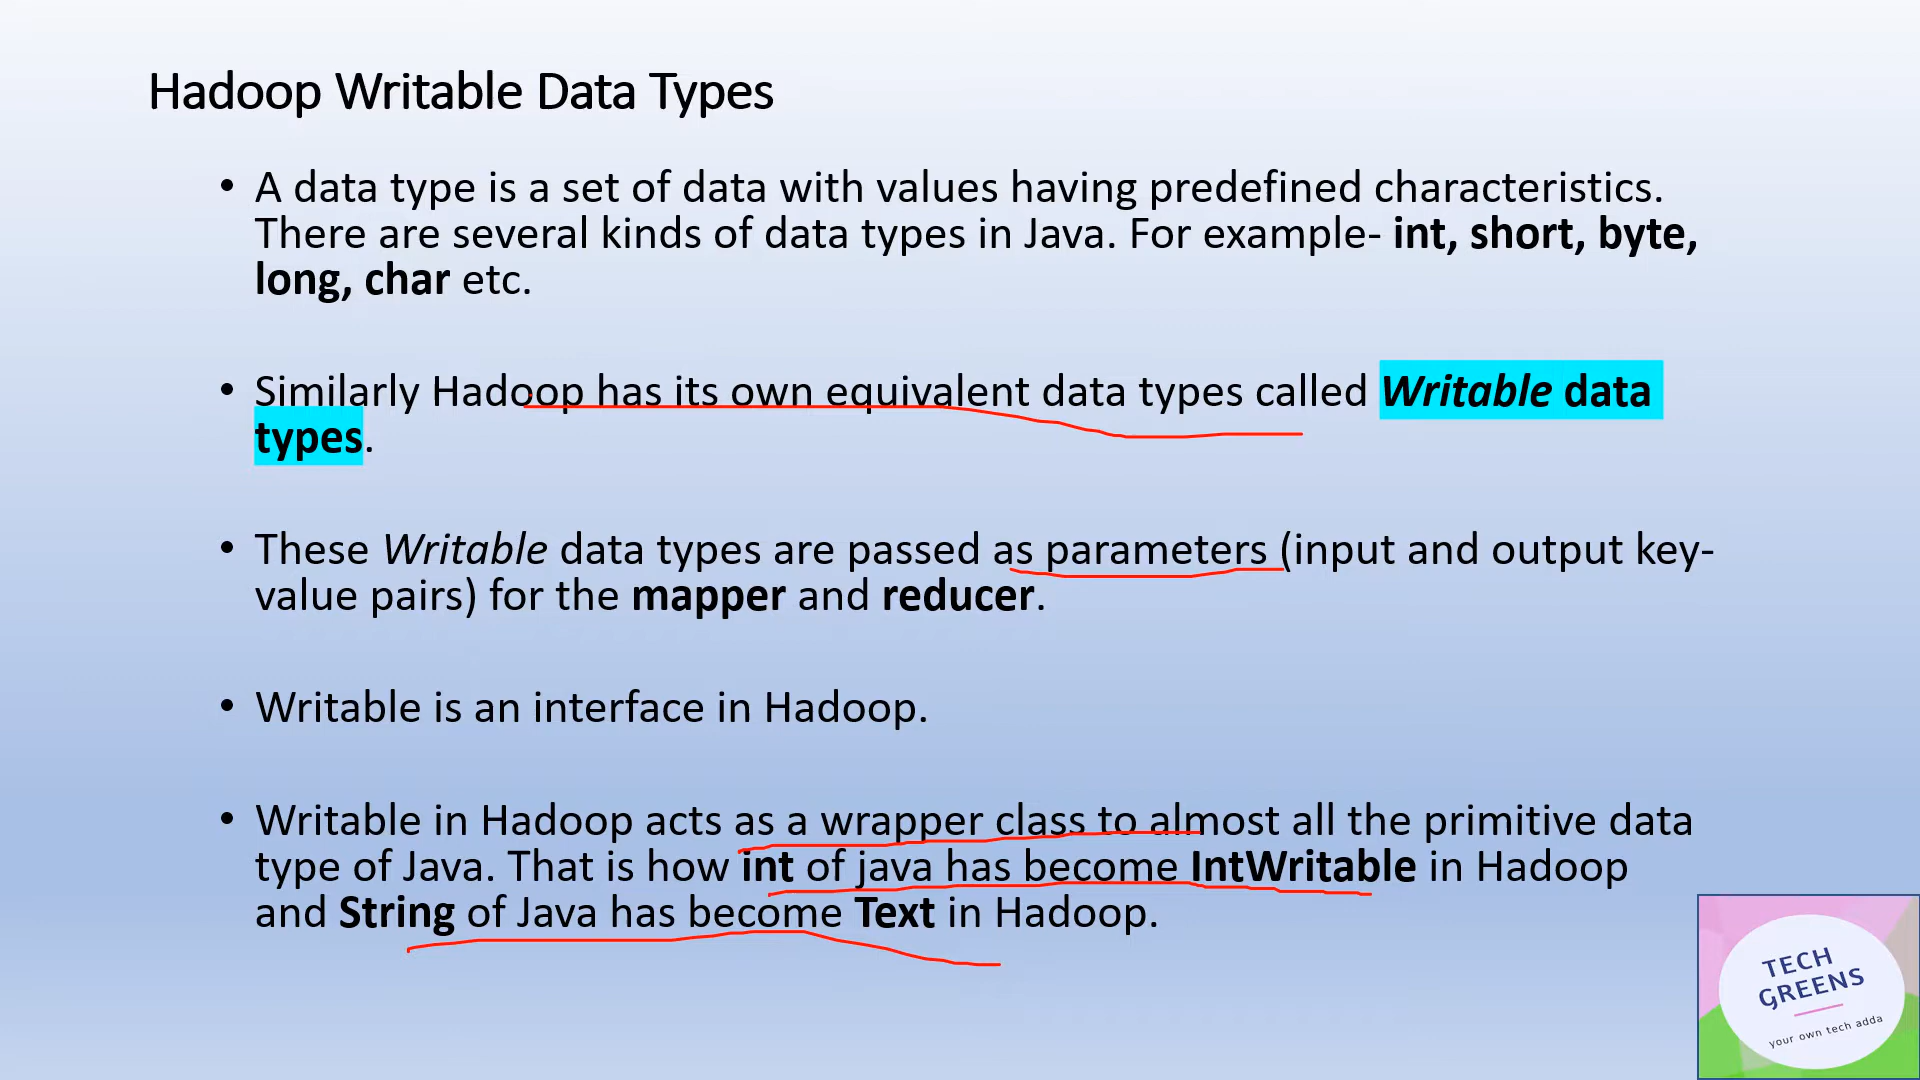 Hadoop Writable Data Types
• A data type is a set of data with values having predefined characteristics.
There are several kinds of data types in Java. For example- int, short, byte,
long, char etc.
• Similarly Hadoop has its own equivalent data types called Writable data
types.
• These Writable data types are passed as parameters (input and output key-
value pairs) for the mapper and reducer.
• Writable is an interface in Hadoop.
• Writable in Hadoop acts as a wrapper class to almost all the primitive data
type of Java. That is how int of java has become IntWritable in Hadoop
and String of Java has become Text in Hadoop.
TECH
GREENS
your own tech adda